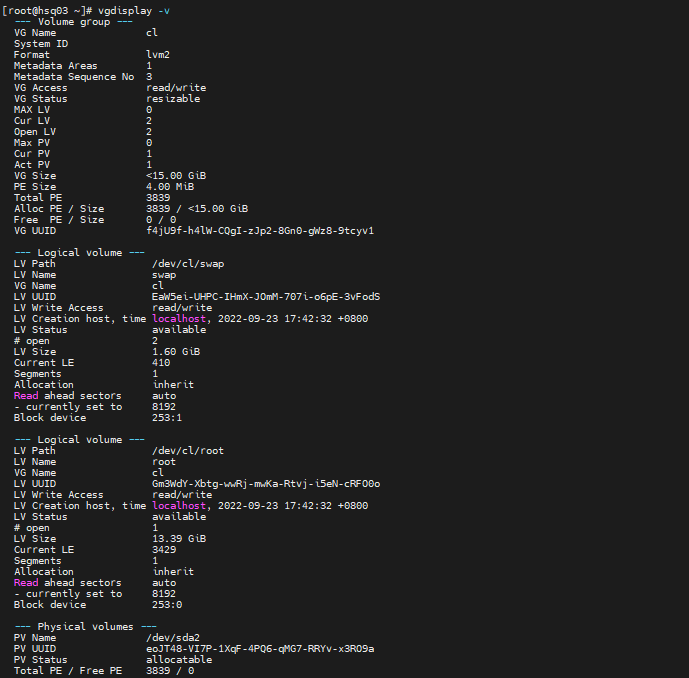 [root@hsq03 ~]# vgdisplay -v
--- Volume group ---
VG Name cl
System ID
Format lvm2
Metadata Areas 1
Metadata Sequence No 3
VG Access read/write
VG Status resizable
MAX LV 0
Cur LV 2
Open LV 2
Max PV 0
Cur PV 1
Act PV 1
VG Size <15.00 GiB
PE Size 4.00 MiB
Total PE 3839
Alloc PE / Size 3839 / <15.00 GiB
Free PE / Size 0 / 0
VG UUID f4jU9f-h4lW-CQgI-zJp2-8Gn0-gWz8-9tcyv1
--- Logical volume ---
LV Path /dev/cl/swap
LV Name swap
VG Name cl
LV UUID EaW5ei-UHPC-IHmX-JOmM-707i-o6pE-3vFodS
LV Write Access read/write
LV Creation host, time localhost, 2022-09-23 17:42:32 +0800
LV Status available
# open 2
LV Size 1.60 GiB
Current LE 410
Segments 1
Allocation inherit
Read ahead sectors auto
- currently set to 8192
Block device 253:1
--- Logical volume ---
LV Path /dev/cl/root
LV Name root
VG Name cl
LV UUID Gm3WdY-Xbtg-wwRj-mwKa-Rtvj-i5eN-cRFO0o
LV Write Access read/write
LV Creation host, time localhost, 2022-09-23 17:42:32 +0800
LV Status available
# open 1
LV Size 13.39 GiB
Current LE 3429
Segments 1
Allocation inherit
Read ahead sectors auto
- currently set to 8192
Block device 253:0
--- Physical volumes ---
PV Name /dev/sda2
PV UUID eoJT48-VI7P-1XqF-4PQ6-qMG7-RRYv-x3RO9a
PV Status allocatable
Total PE / Free PE 3839 / 0